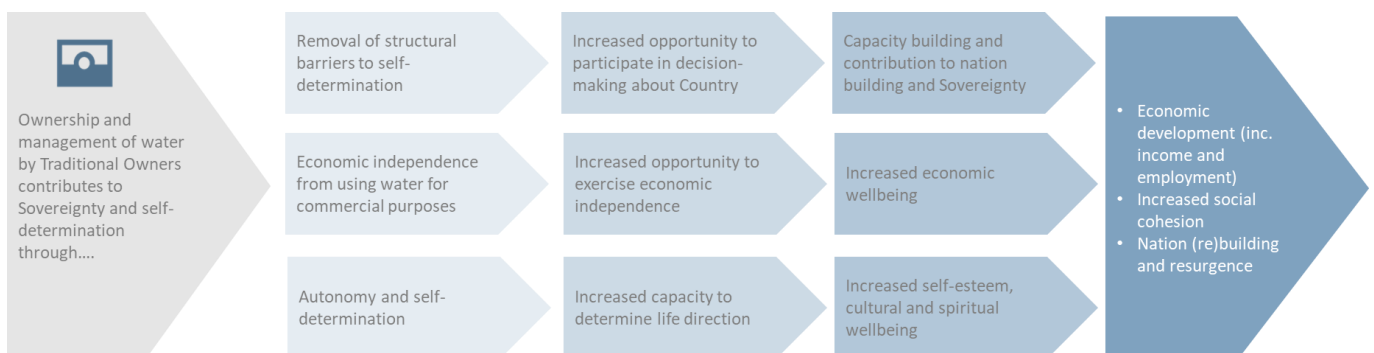 Ownership and
management of water
by Traditional Owners
contributes to
Sovereignty and self-
determination
through....
Removal of structural
barriers to self-
determination
Increased opportunity to
participate in decision-
making about Country
Capacity building and
contribution to nation
building and Sovereignty
Economic independence
from using water for
commercial purposes
Increased opportunity to
exercise economic
independence
Increased economic
wellbeing
Autonomy and self-
determination
Increased capacity to
determine life direction
Increased self-esteem,
cultural and spiritual
wellbeing
• Economic
development (inc.
income and
employment)
• Increased social
cohesion
• Nation (re)building
and resurgence